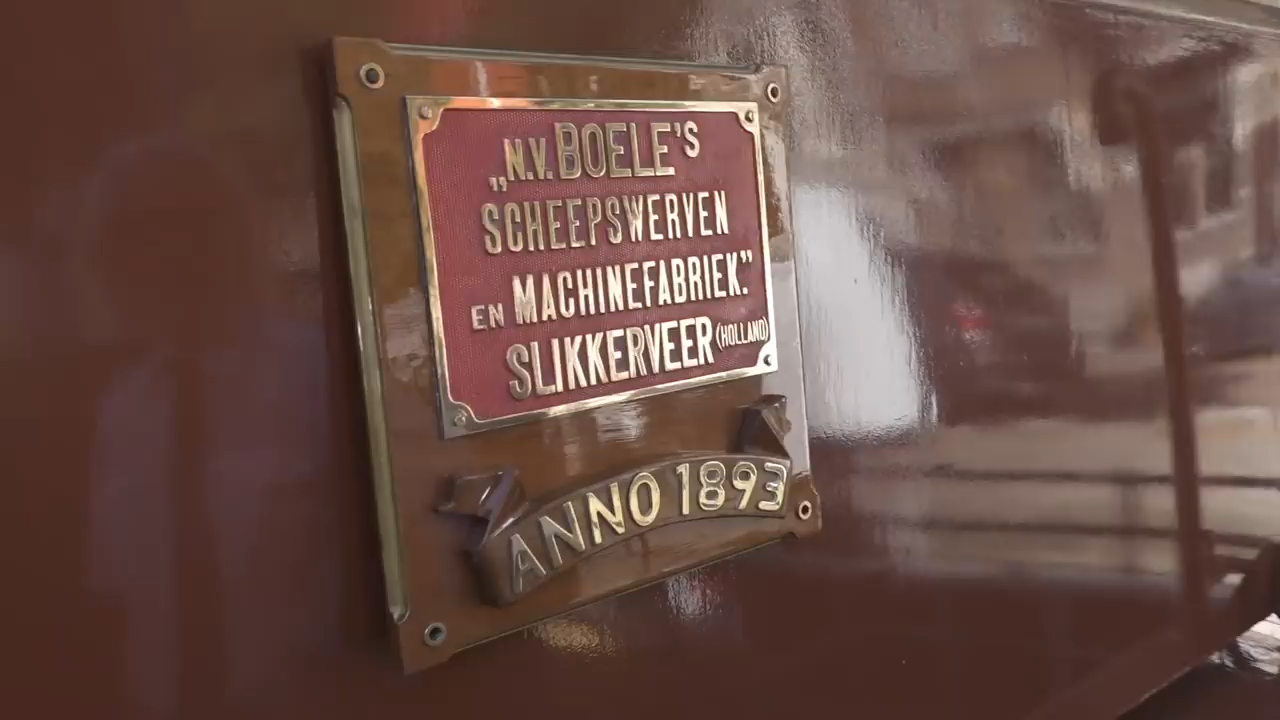 „N.V. BOELE'S
SCHEEPSWERVEN
EN MACHINEFABRIEK.”
SLIKKERVEER (HOLLAND)
ANNO 1893